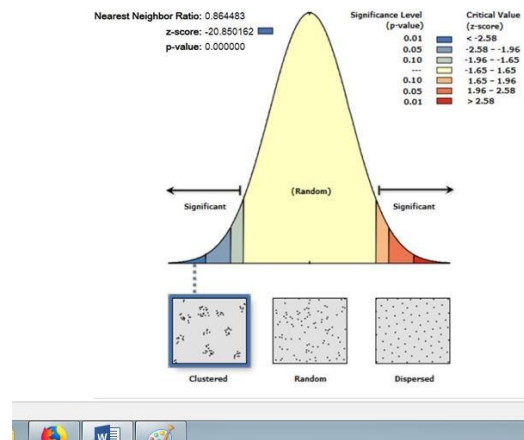 Nearest Neighbor Ratio: 0.864483
z-score: -20.850162
p-value: 0.000000
Significance Level
(p-value)
Critical Value
(z-score)
0.01 < -2.58
0.05 -2.58 – -1.96
0.10 -1.96 – -1.65
--- -1.65 – 1.65
0.10 1.65 – 1.96
0.05 1.96 – 2.58
0.01 > 2.58
Significant
(Random)
Significant
Clustered
Random
Dispersed
W